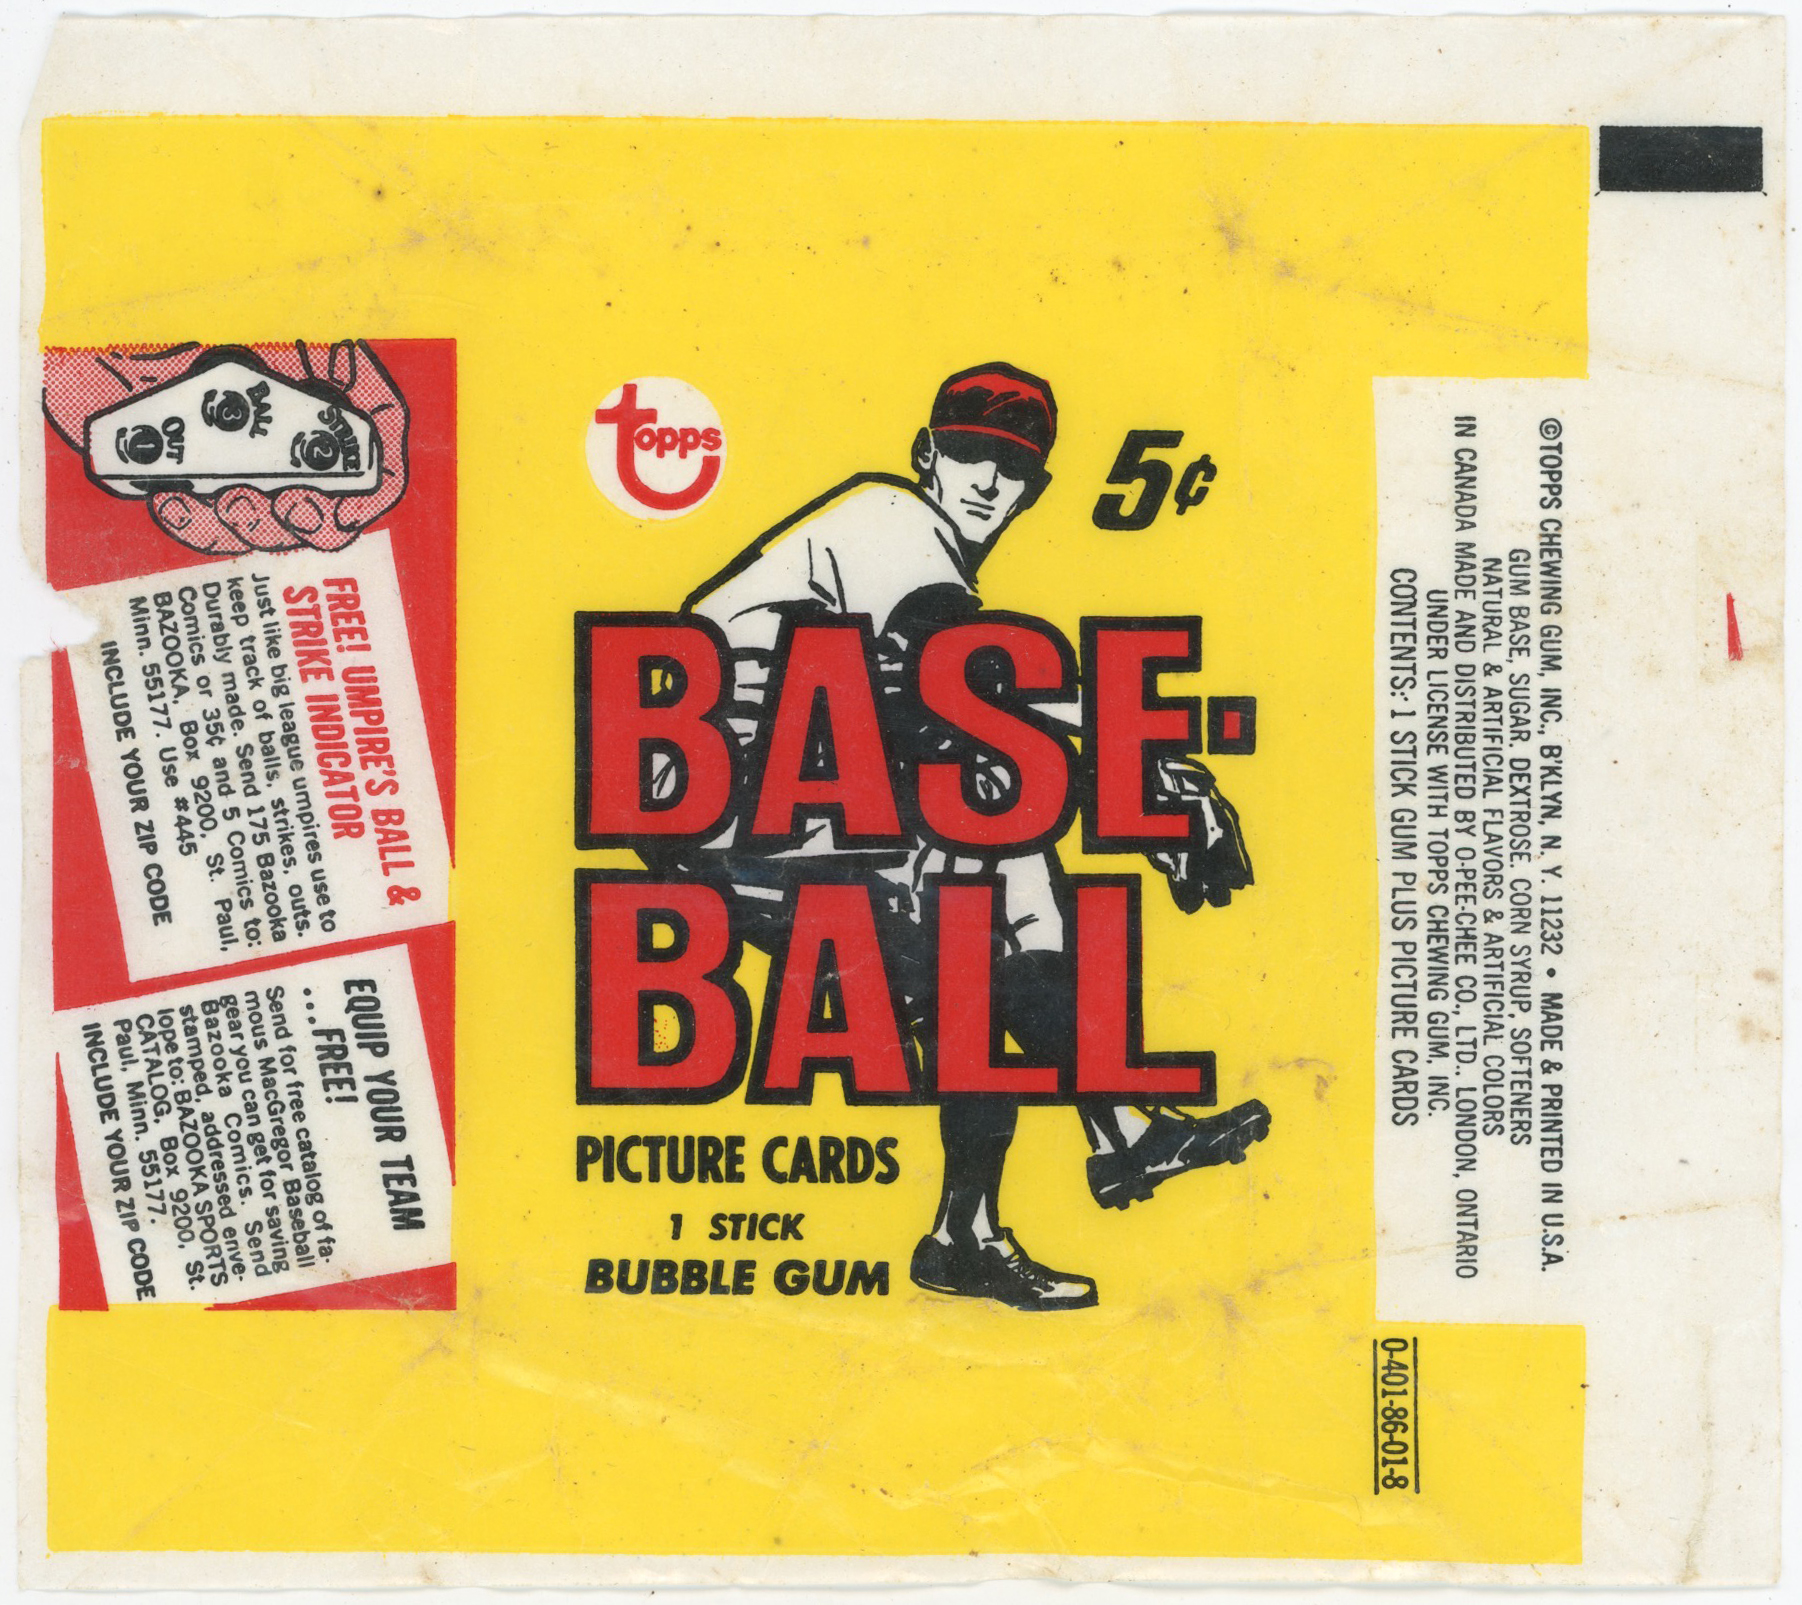 topps
5¢
BASE-
BALL
PICTURE CARDS
1 STICK
BUBBLE GUM
OUT
1
BALL
3
STRIKE
2
FREE! UMPIRE'S BALL &
STRIKE INDICATOR
Just like big league umpires use to
keep track of balls, strikes, outs.
Durably made. Send 175 Bazooka
Comics or 35¢ and 5 Comics to:
BAZOOKA, Box 9200, St. Paul,
Minn. 55177. Use #445
INCLUDE YOUR ZIP CODE
EQUIP YOUR TEAM
...FREE!
Send for free catalog of fa-
mous MacGregor Baseball
gear you can get for saving
Bazooka Comics. Send
stamped, addressed enve-
lope to: BAZOOKA SPORTS
CATALOG, Box 9200, St.
Paul, Minn. 55177.
INCLUDE YOUR ZIP CODE
©TOPPS CHEWING GUM, INC., B'KLYN, N. Y. 11232 • MADE & PRINTED IN U.S.A.
GUM BASE, SUGAR, DEXTROSE, CORN SYRUP, SOFTENERS
NATURAL & ARTIFICIAL FLAVORS & ARTIFICIAL COLORS
IN CANADA MADE AND DISTRIBUTED BY O-PEE-CHEE CO., LTD., LONDON, ONTARIO
UNDER LICENSE WITH TOPPS CHEWING GUM, INC.
CONTENTS: 1 STICK GUM PLUS PICTURE CARDS
0-401-86-01-8